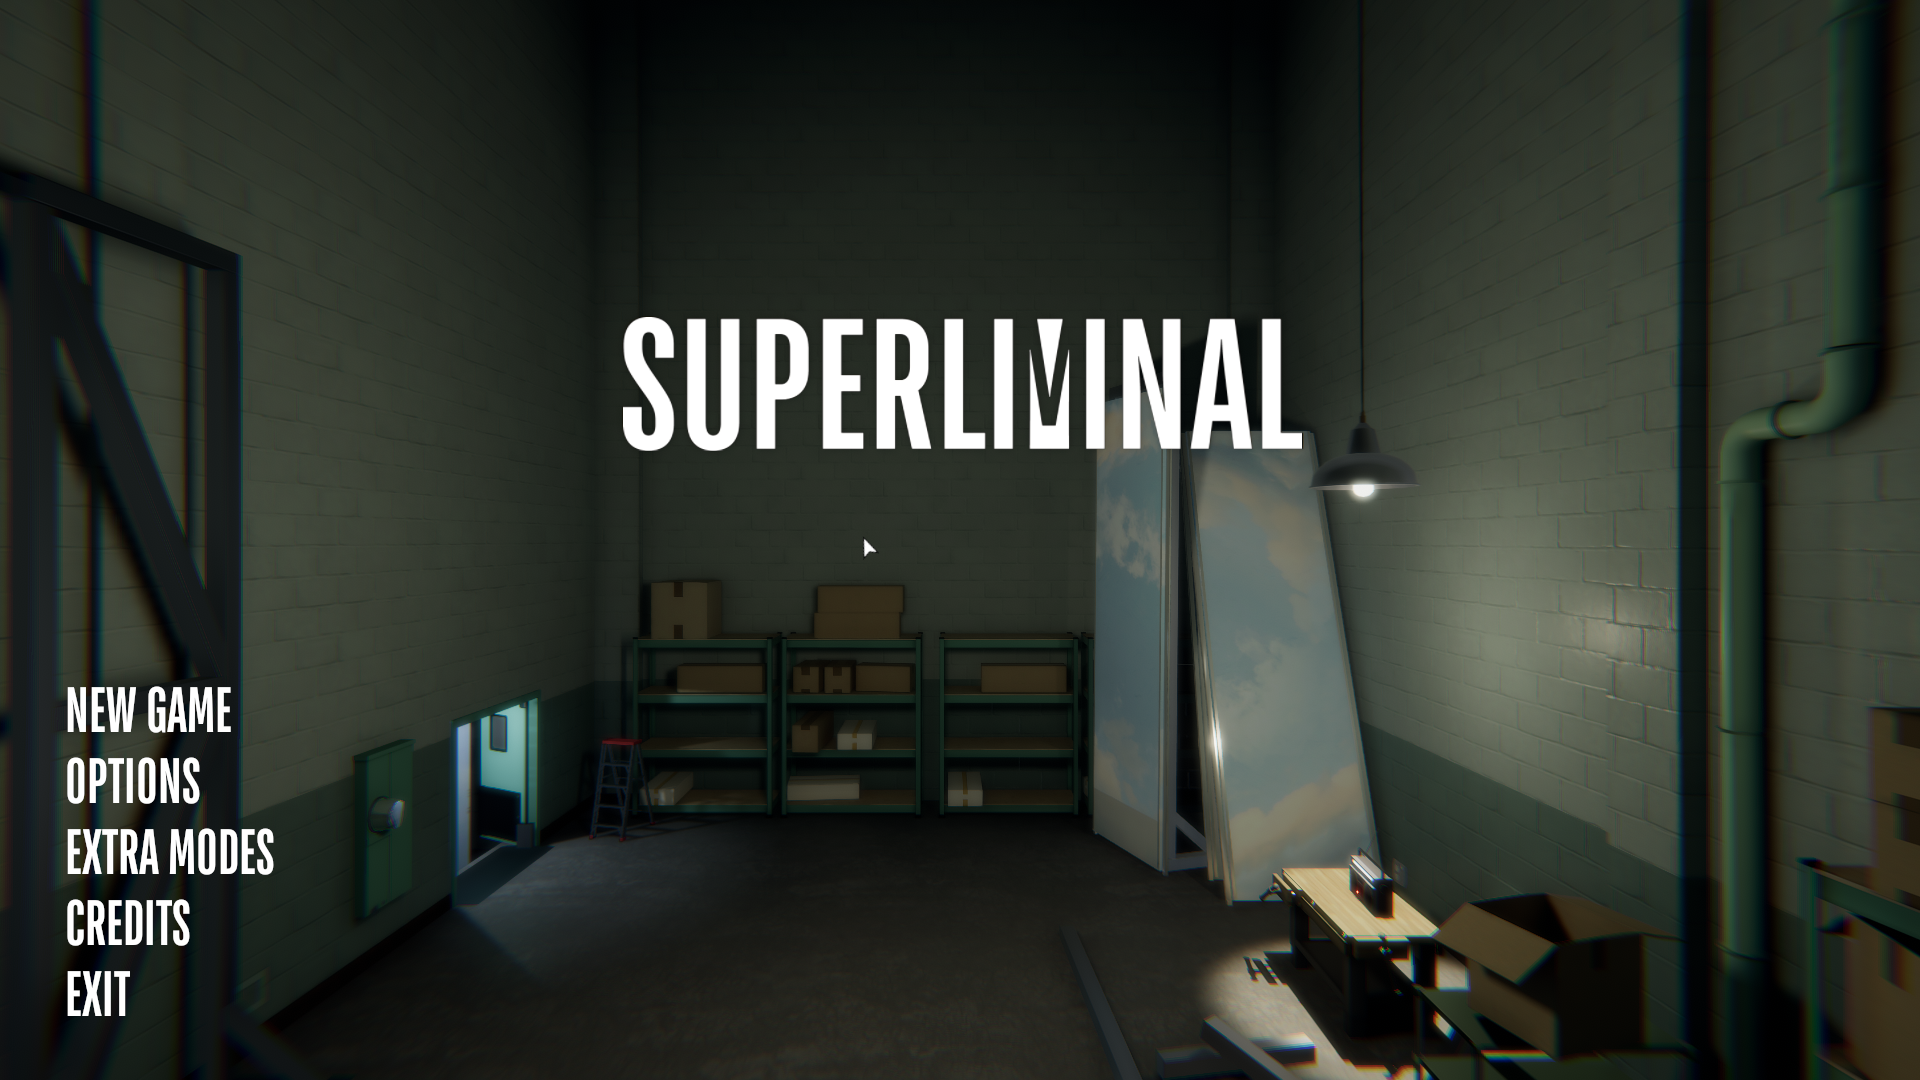 SUPERLIMINAL
NEW GAME
OPTIONS
EXTRA MODES
CREDITS
EXIT